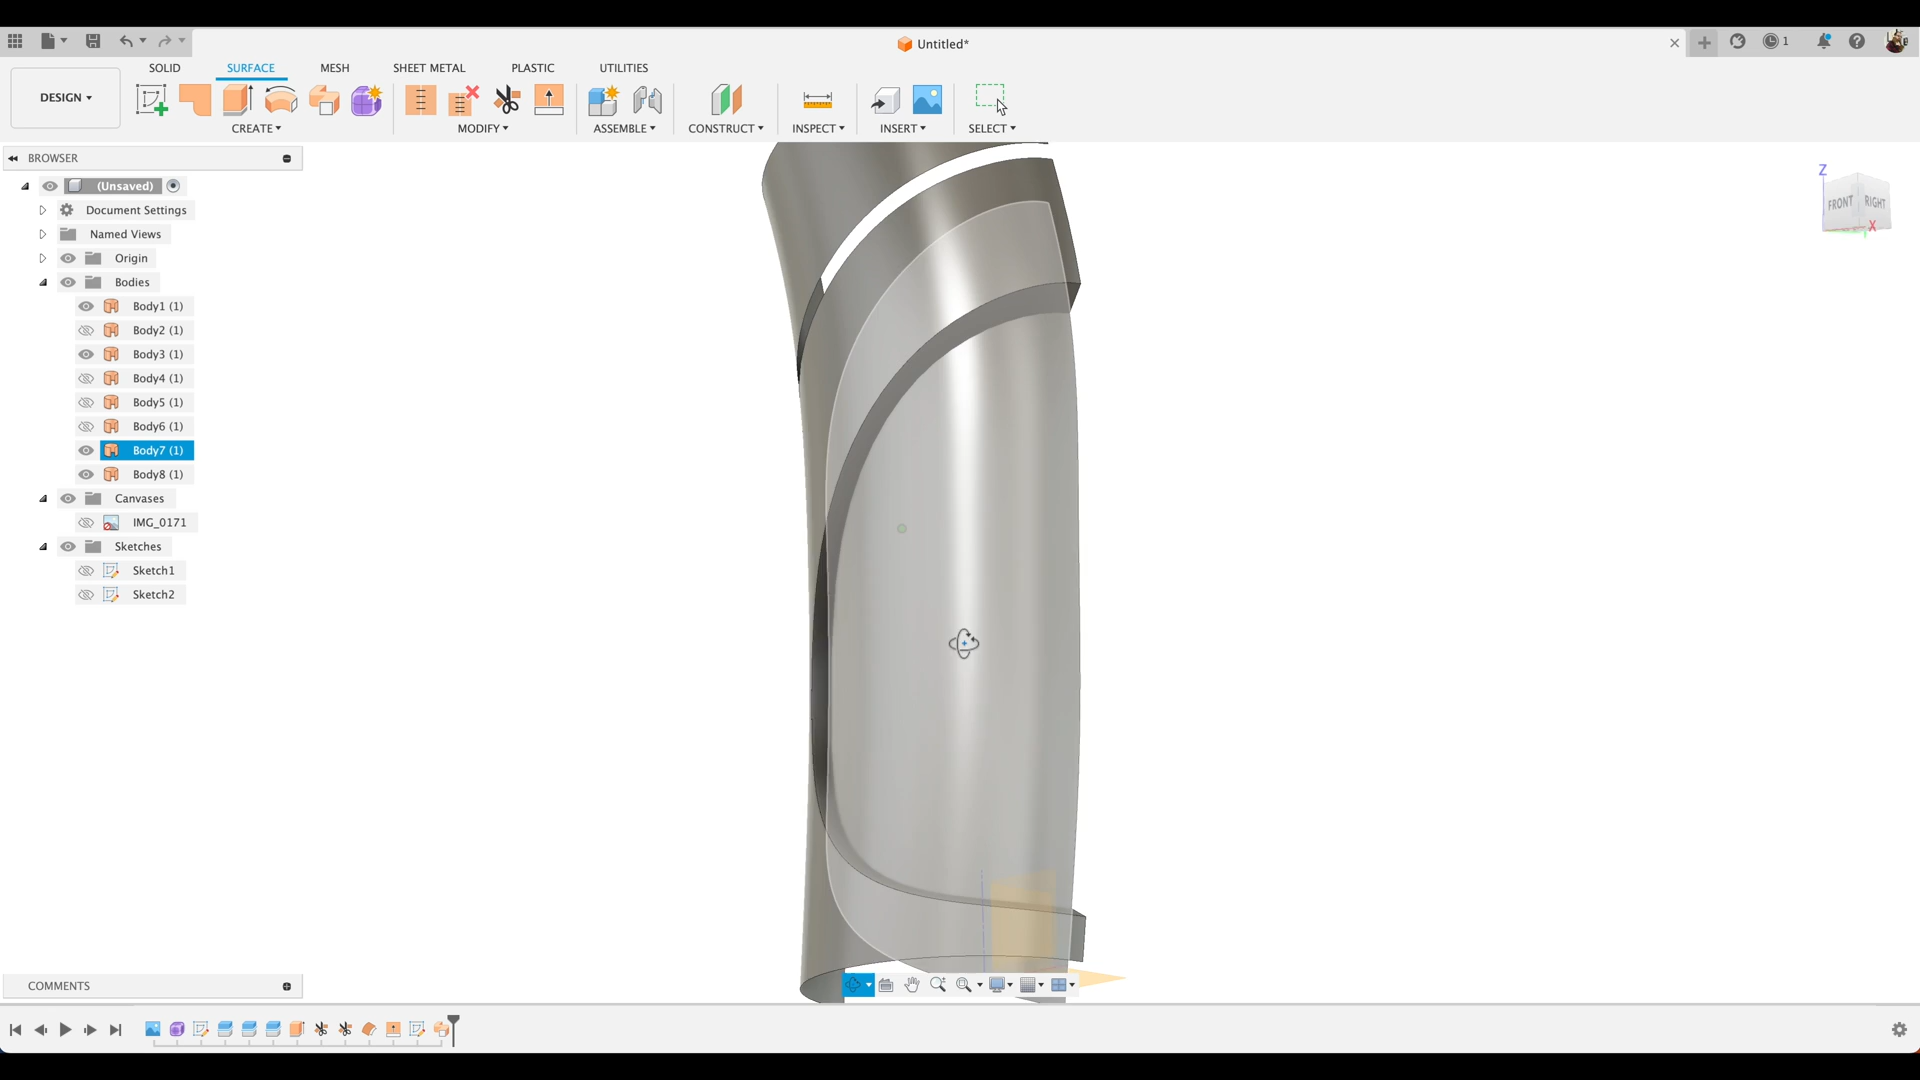 Untitled*
1
SOLID SURFACE MESH SHEET METAL PLASTIC UTILITIES
DESIGN
CREATE MODIFY ASSEMBLE CONSTRUCT INSPECT INSERT SELECT
BROWSER
(Unsaved)
Document Settings
Named Views
Origin
Bodies
Body1 (1)
Body2 (1)
Body3 (1)
Body4 (1)
Body5 (1)
Body6 (1)
Body7 (1)
Body8 (1)
Canvases
IMG_0171
Sketches
Sketch1
Sketch2
Z
FRONT RIGHT
X
COMMENTS